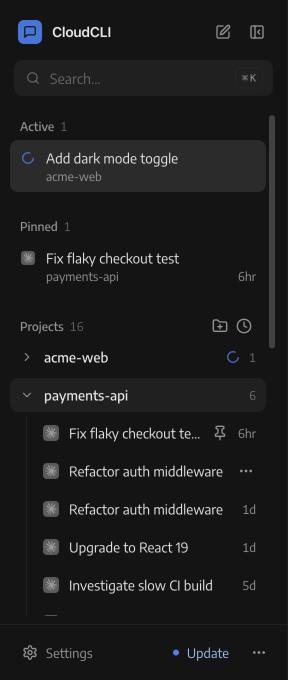 CloudCLI
Search... ⌘K
Active 1
Add dark mode toggle
acme-web
Pinned 1
Fix flaky checkout test
payments-api 6hr
Projects 16
acme-web 1
payments-api 6
Fix flaky checkout te... 6hr
Refactor auth middleware
Refactor auth middleware 1d
Upgrade to React 19 1d
Investigate slow CI build 5d
Settings Update